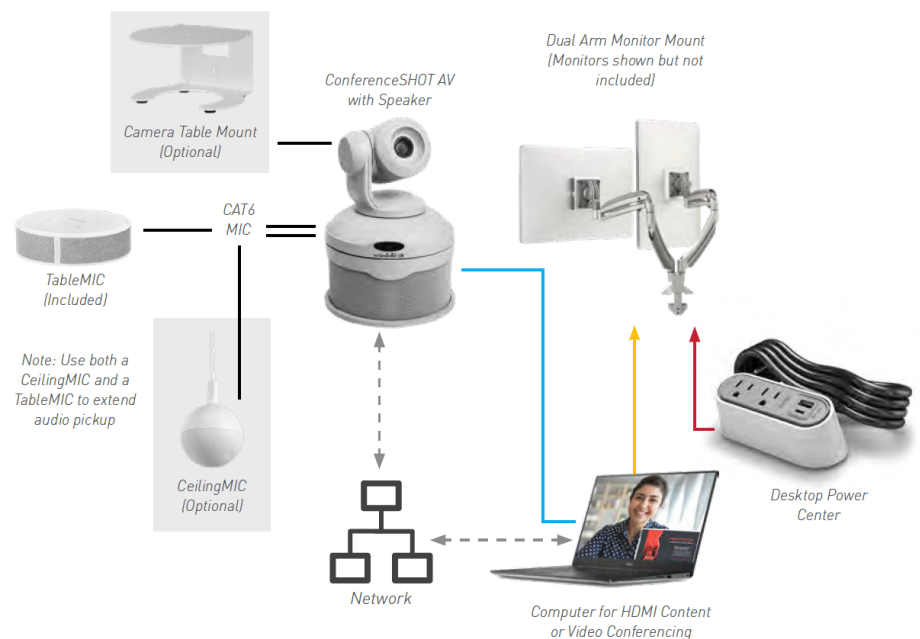 Dual Arm Monitor Mount
(Monitors shown but not
included)
ConferenceSHOT AV
with Speaker
Camera Table Mount
(Optional)
CAT6
MIC
vaddio
TableMIC
(Included)
Note: Use both a
CeilingMIC and a
TableMIC to extend
audio pickup
CeilingMIC
(Optional)
Desktop Power
Center
Network
Computer for HDMI Content
or Video Conferencing